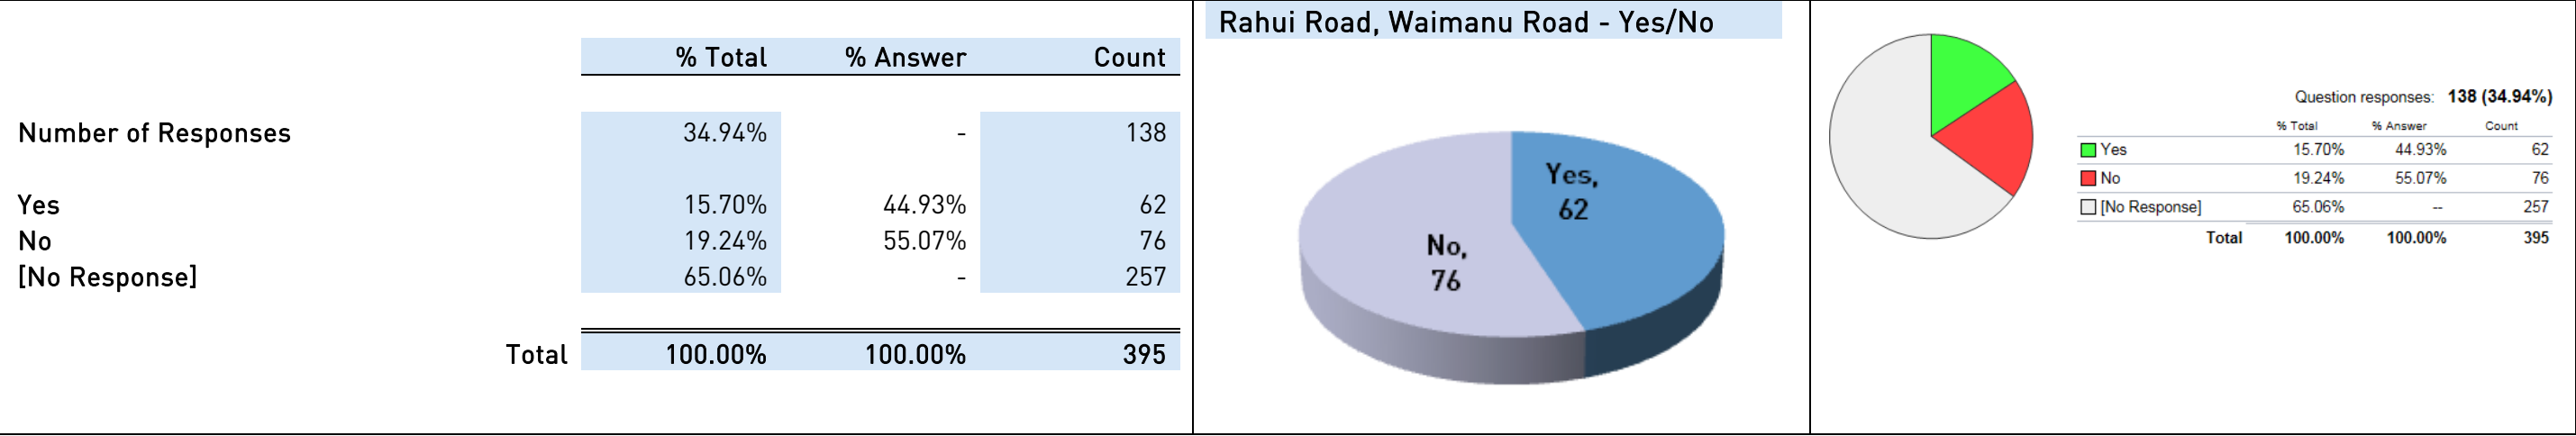 % Total % Answer Count
Number of Responses 34.94% - 138
Yes 15.70% 44.93% 62
No 19.24% 55.07% 76
[No Response] 65.06% - 257
Total 100.00% 100.00% 395
Rahui Road, Waimanu Road - Yes/No
Yes,
62
No,
76
Question responses: 138 (34.94%)
% Total % Answer Count
Yes 15.70% 44.93% 62
No 19.24% 55.07% 76
[No Response] 65.06% -- 257
Total 100.00% 100.00% 395